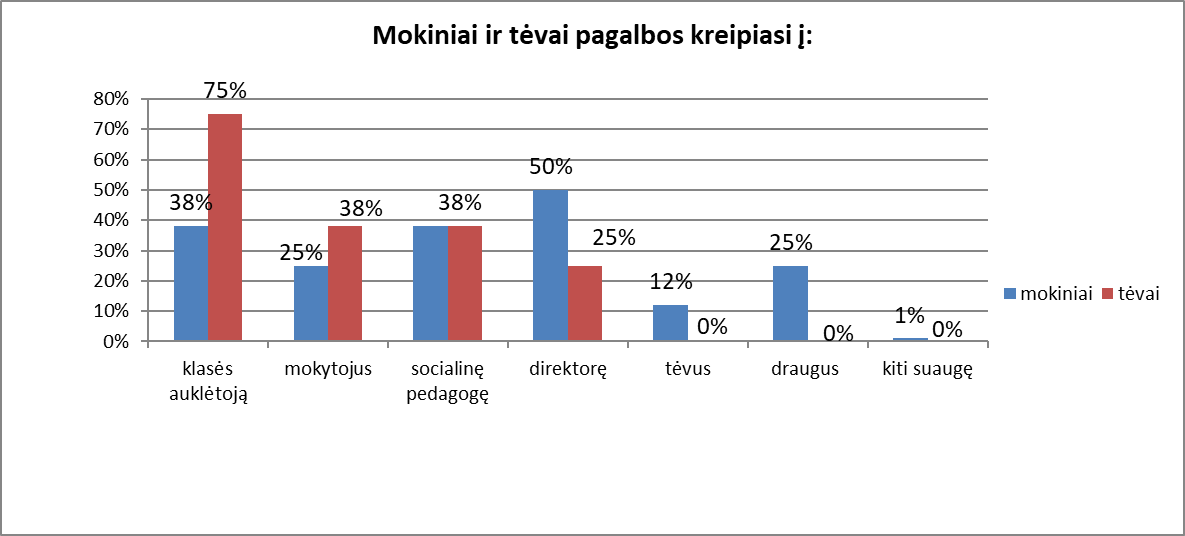 Mokiniai ir tėvai pagalbos kreipiasi į:
80%
70%
60%
50%
40%
30%
20%
10%
0%
38%
75%
25%
38%
38%
50%
25%
12%
0%
25%
0%
1%
0%
klasės
auklėtoją
mokytojus
socialinę
pedagogę
direktorę
tėvus
draugus
kiti suaugę
mokiniai
tėvai